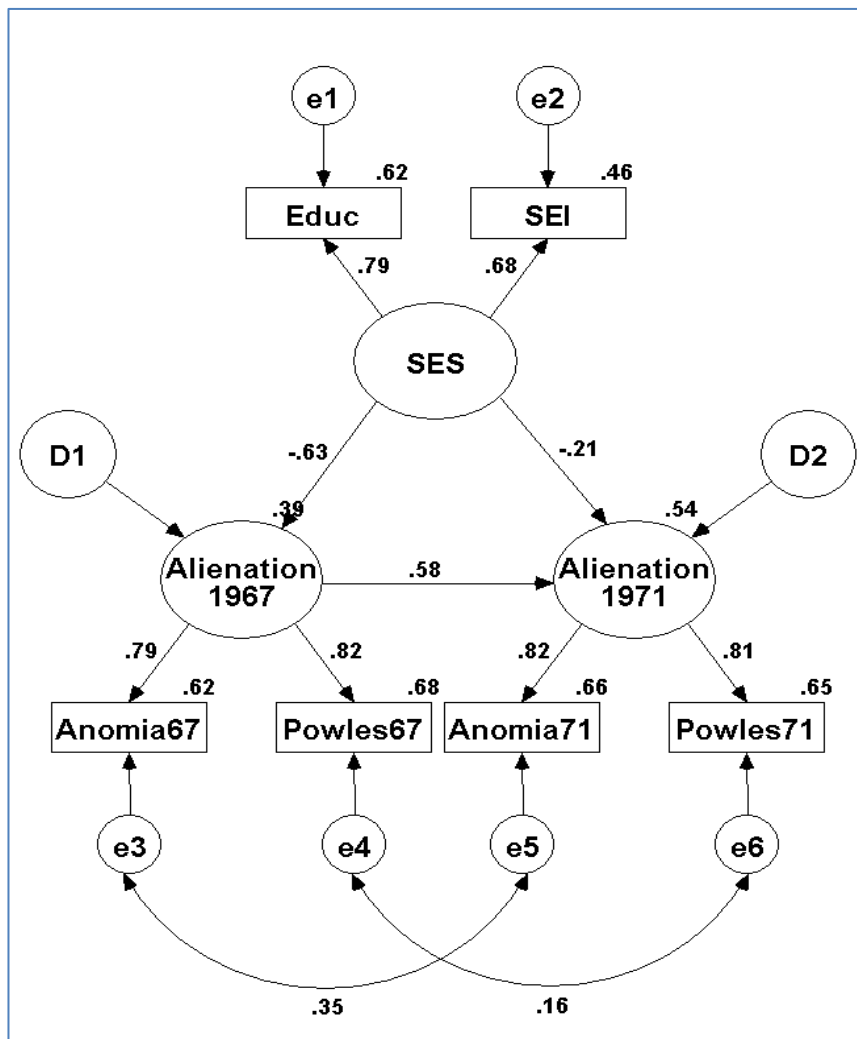 e1
e2
.62
.46
Educ
SEI
.79
.68
SES
D1
D2
-.63
-.21
.39
.54
Alienation
1967
.58
Alienation
1971
.79
.82
.82
.81
.62
.68
.66
.65
Anomia67
Powles67
Anomia71
Powles71
e3
e4
e5
e6
.35
.16